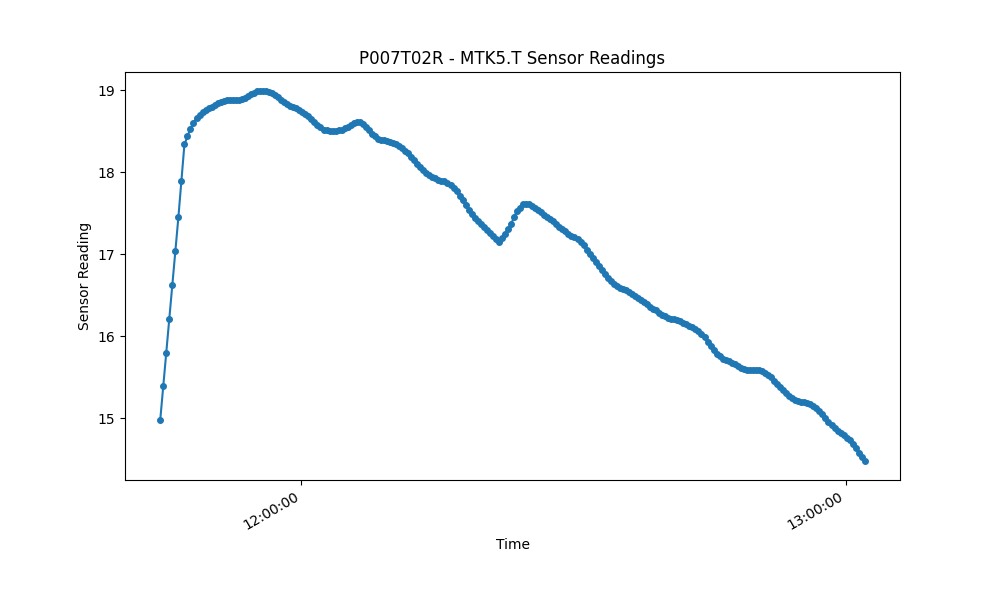 P007T02R - MTK5.T Sensor Readings
Sensor Reading
19
18
17
16
15
12:00:00
13:00:00
Time